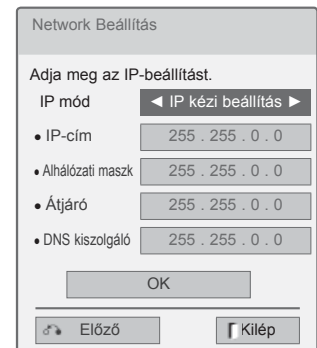 Network Beállítás
Adja meg az IP-beállítást.
IP mód ◄ IP kézi beállítás ►
• IP-cím 255 . 255 . 0 . 0
• Alhálózati maszk 255 . 255 . 0 . 0
• Átjáró 255 . 255 . 0 . 0
• DNS kiszolgáló 255 . 255 . 0 . 0
OK
Előző Kilép